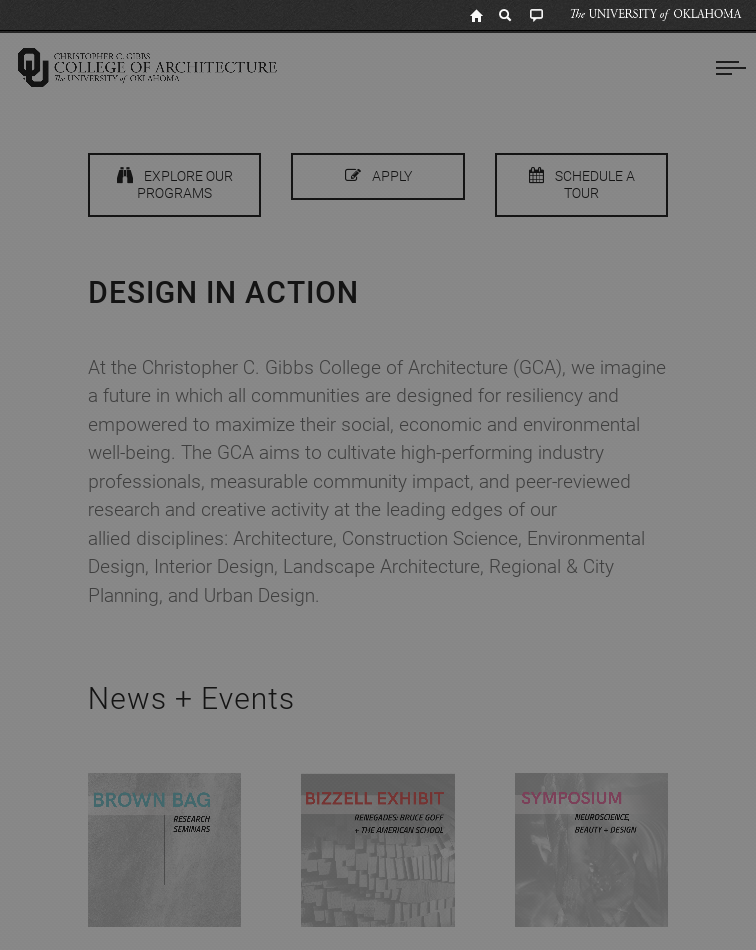 The UNIVERSITY of OKLAHOMA
CHRISTOPHER C. GIBBS
COLLEGE OF ARCHITECTURE
The UNIVERSITY of OKLAHOMA
EXPLORE OUR
PROGRAMS
APPLY
SCHEDULE A
TOUR
DESIGN IN ACTION
At the Christopher C. Gibbs College of Architecture (GCA), we imagine
a future in which all communities are designed for resiliency and
empowered to maximize their social, economic and environmental
well-being. The GCA aims to cultivate high-performing industry
professionals, measurable community impact, and peer-reviewed
research and creative activity at the leading edges of our
allied disciplines: Architecture, Construction Science, Environmental
Design, Interior Design, Landscape Architecture, Regional & City
Planning, and Urban Design.
News + Events
BROWN BAG
RESEARCH
SEMINARS
BIZZELL EXHIBIT
RENEGADES: BRUCE GOFF
+ THE AMERICAN SCHOOL
SYMPOSIUM
NEUROSCIENCE,
BEAUTY + DESIGN